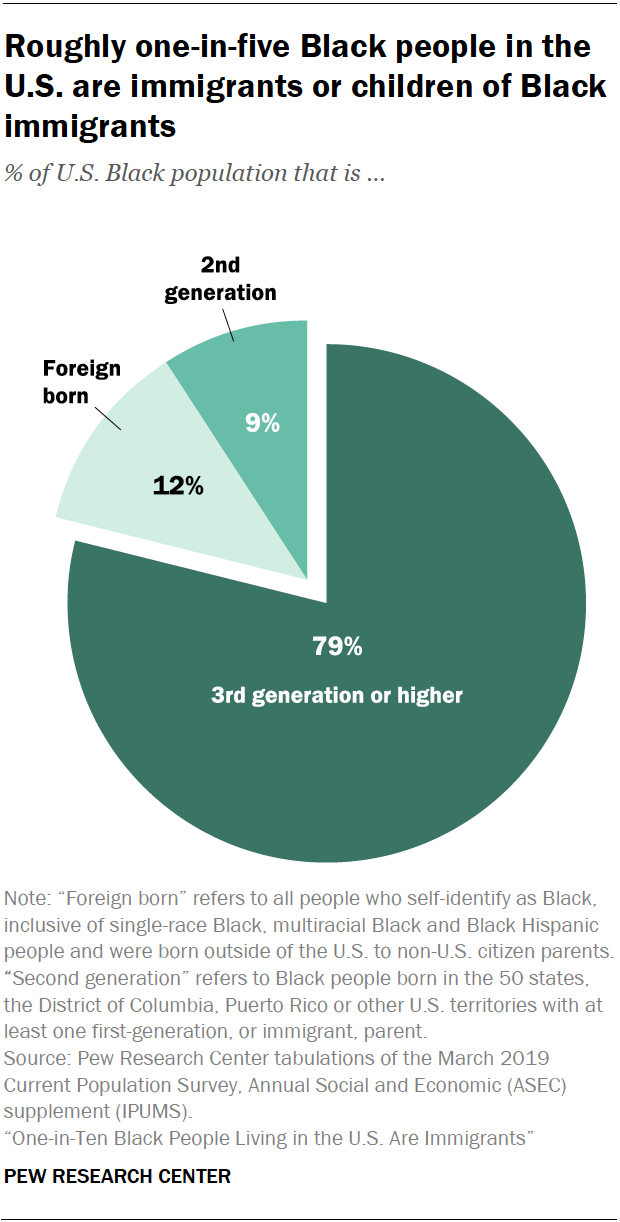 Roughly one-in-five Black people in the
U.S. are immigrants or children of Black
immigrants
% of U.S. Black population that is ...
2nd
generation
Foreign
born
9%
12%
79%
3rd generation or higher
Note: “Foreign born” refers to all people who self-identify as Black,
inclusive of single-race Black, multiracial Black and Black Hispanic
people and were born outside of the U.S. to non-U.S. citizen parents.
“Second generation” refers to Black people born in the 50 states,
the District of Columbia, Puerto Rico or other U.S. territories with at
least one first-generation, or immigrant, parent.
Source: Pew Research Center tabulations of the March 2019
Current Population Survey, Annual Social and Economic (ASEC)
supplement (IPUMS).
“One-in-Ten Black People Living in the U.S. Are Immigrants”
PEW RESEARCH CENTER